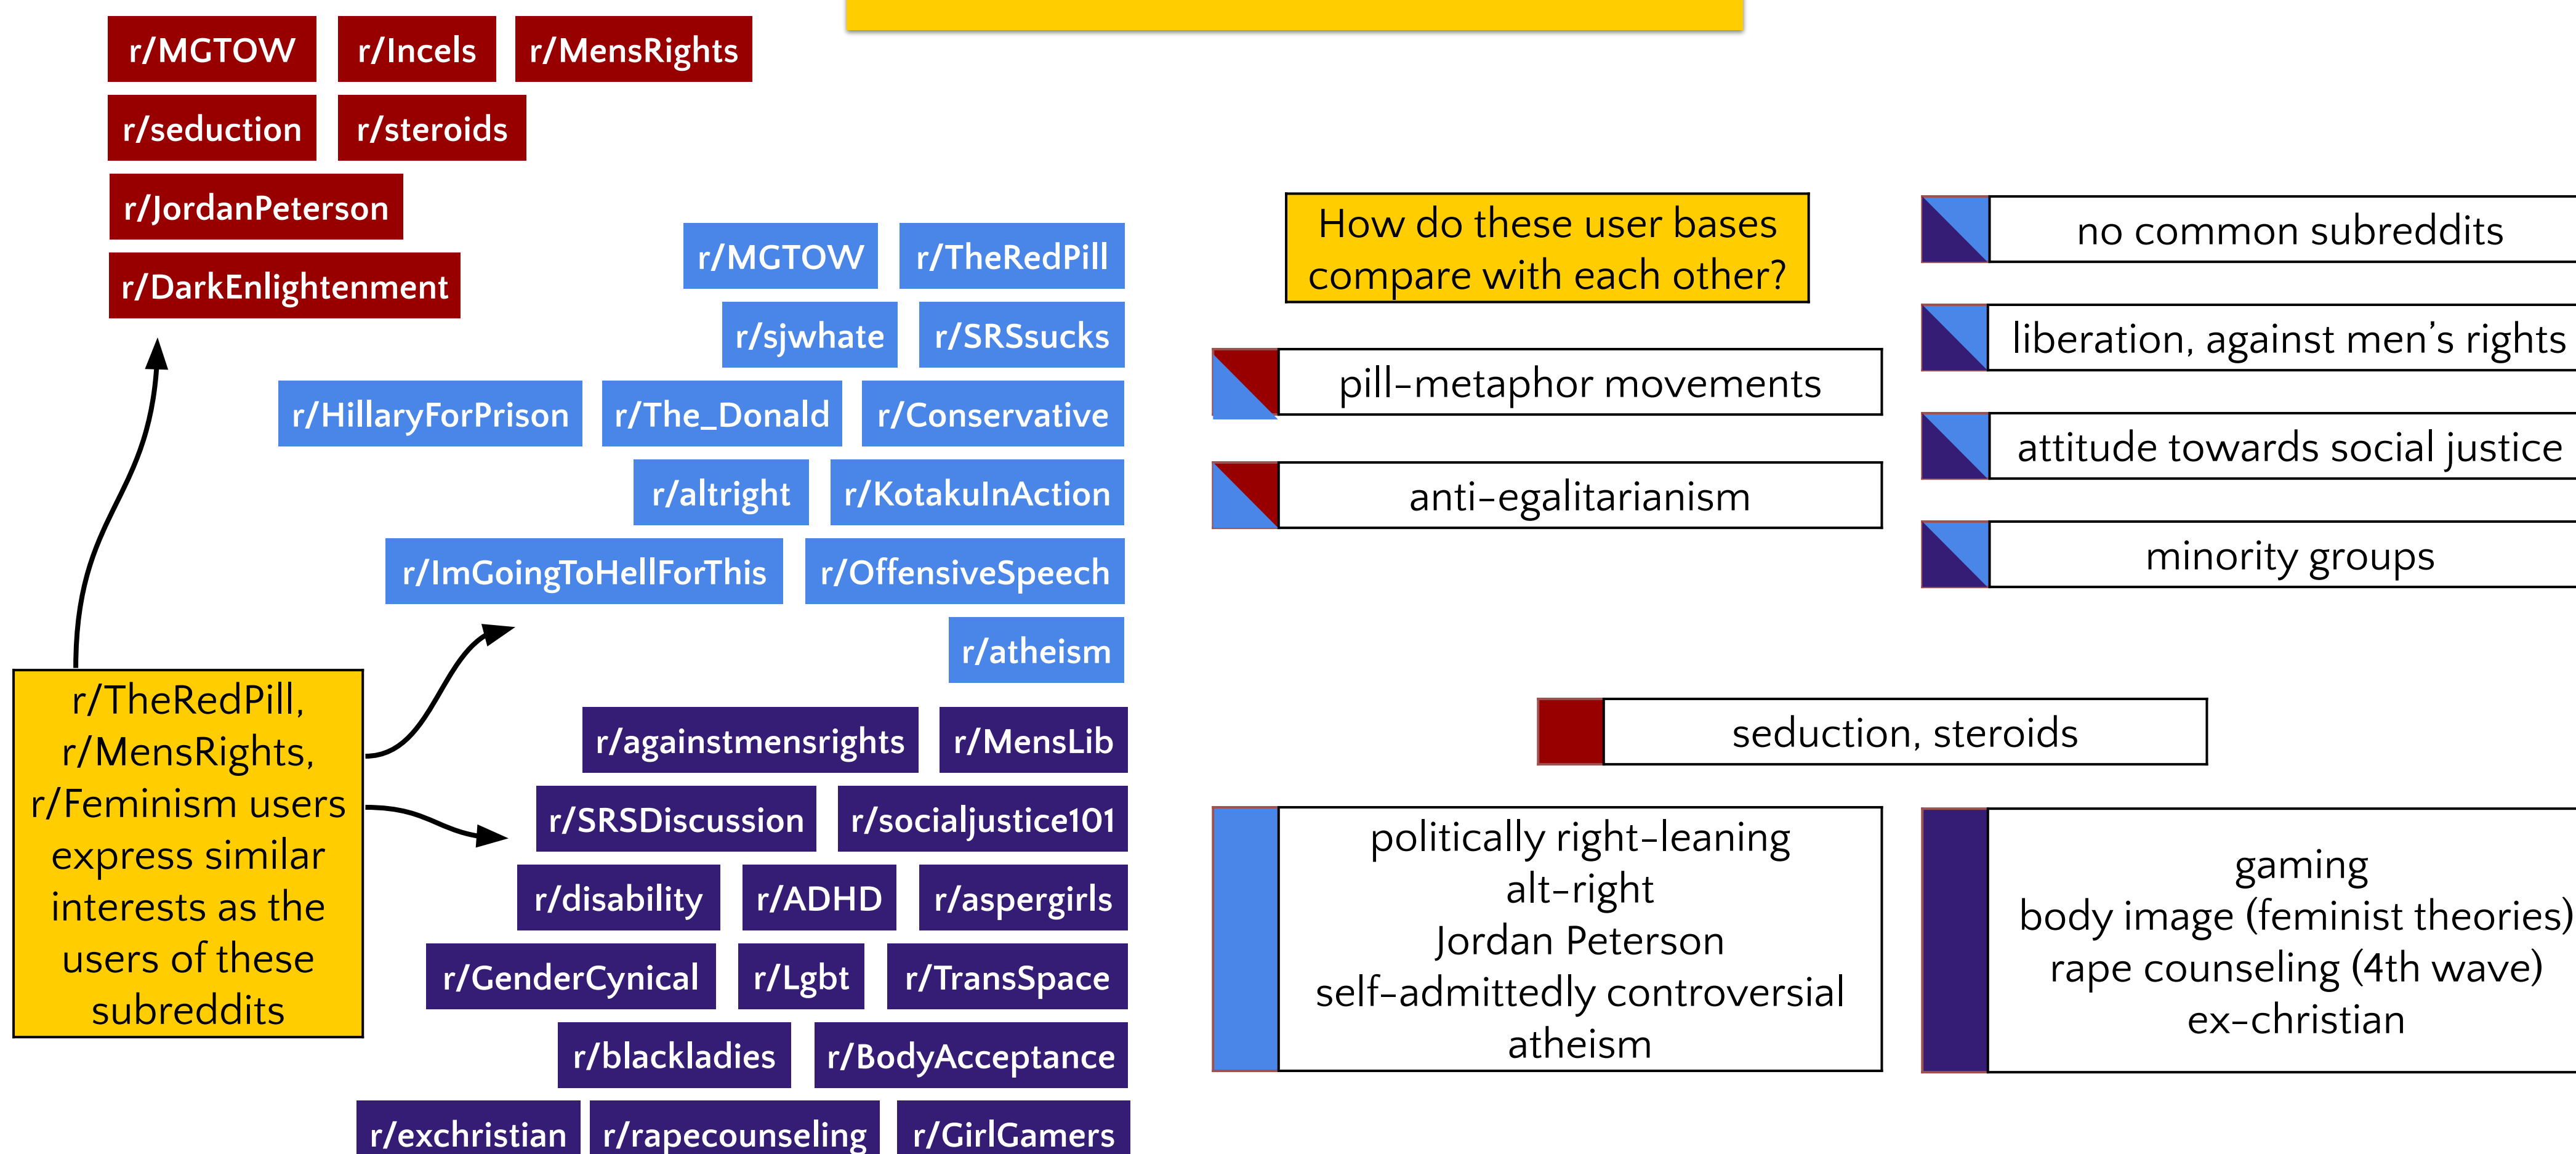 r/MGTOW r/Incels r/MensRights
r/seduction r/steroids
r/JordanPeterson
r/DarkEnlightenment
r/MGTOW r/TheRedPill
r/sjwhate r/SRSsucks
r/HillaryForPrison r/The_Donald r/Conservative
r/altright r/KotakuInAction
r/ImGoingToHellForThis r/OffensiveSpeech
r/atheism
r/TheRedPill,
r/MensRights,
r/Feminism users
express similar
interests as the
users of these
subreddits
r/againstmensrights r/MensLib
r/SRSDiscussion r/socialjustice101
r/disability r/ADHD r/aspergirls
r/GenderCynical r/Lgbt r/TransSpace
r/blackladies r/BodyAcceptance
r/exchristian r/rapecounseling r/GirlGamers
How do these user bases
compare with each other?
pill-metaphor movements
anti-egalitarianism
no common subreddits
liberation, against men's rights
attitude towards social justice
minority groups
seduction, steroids
politically right-leaning
alt-right
Jordan Peterson
self-admittedly controversial
atheism
gaming
body image (feminist theories)
rape counseling (4th wave)
ex-christian